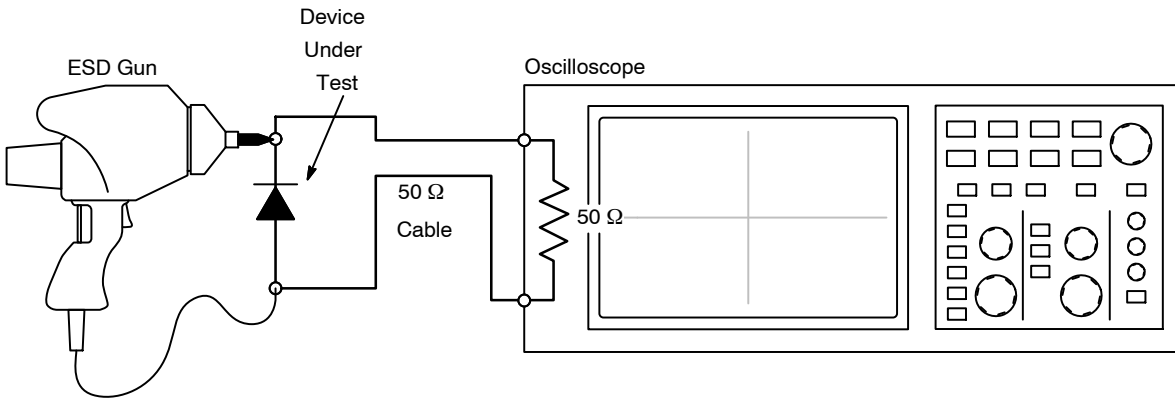 Device
Under
Test
ESD Gun
Oscilloscope
50 Ω
Cable
50 Ω